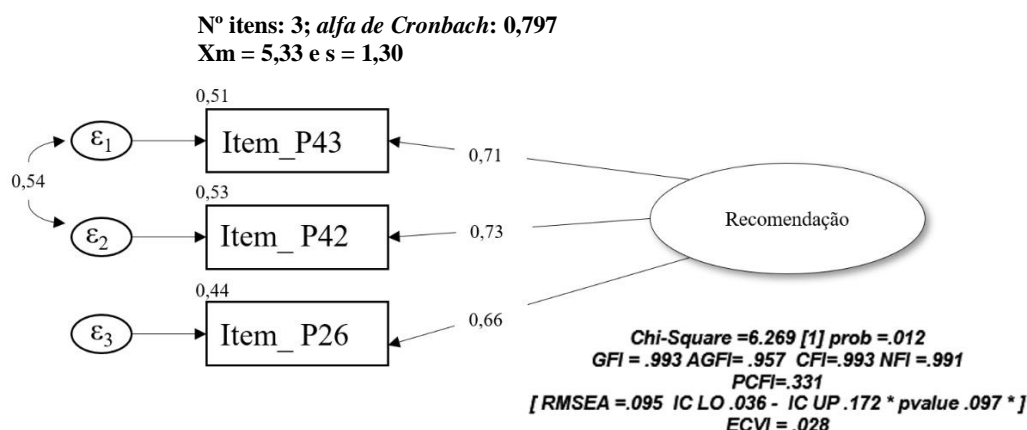 Nº itens: 3; alfa de Cronbach: 0,797
Xm = 5,33 e s = 1,30
0,51
ε1
Item_P43
0,71
0,54
0,53
ε2
Item_ P42
0,73
Recomendação
0,44
ε3
Item_ P26
0,66
Chi-Square =6.269 [1] prob =.012
GFI = .993 AGFI= .957 CFI=.993 NFI =.991
PCFI=.331
[ RMSEA =.095 IC LO .036 - IC UP .172 * pvalue .097 * ]
ECVI = .028